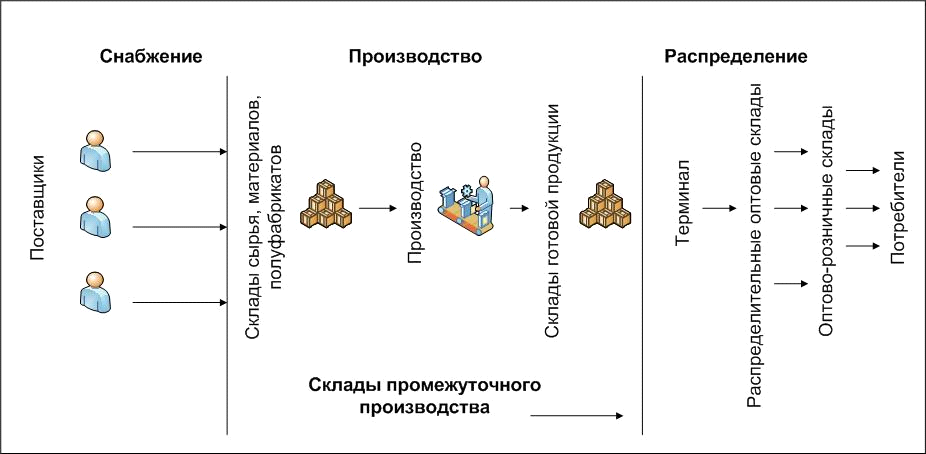 Снабжение
Производство
Распределение
Поставщики
Склады сырья, материалов,
полуфабрикатов
Производство
Склады готовой продукции
Терминал
Распределительные оптовые склады
Оптово-розничные склады
Потребители
Склады промежуточного
производства